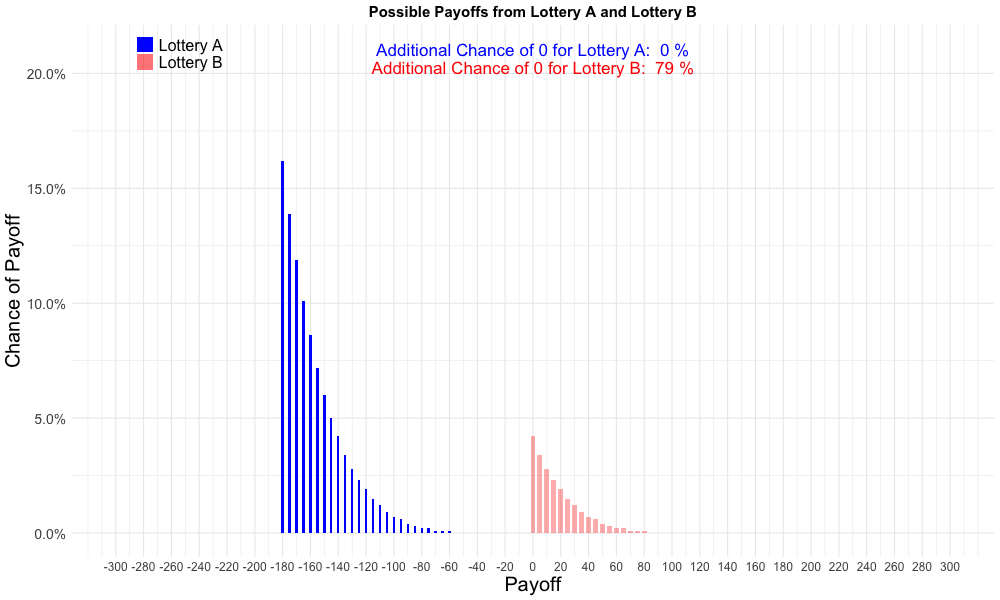 Possible Payoffs from Lottery A and Lottery B
Lottery A
Lottery B
Additional Chance of 0 for Lottery A:  0 %
Additional Chance of 0 for Lottery B:  79 %
Chance of Payoff
20.0%
15.0%
10.0%
5.0%
0.0%
-300 -280 -260 -240 -220 -200 -180 -160 -140 -120 -100 -80 -60 -40 -20 0 20 40 60 80 100 120 140 160 180 200 220 240 260 280 300
Payoff